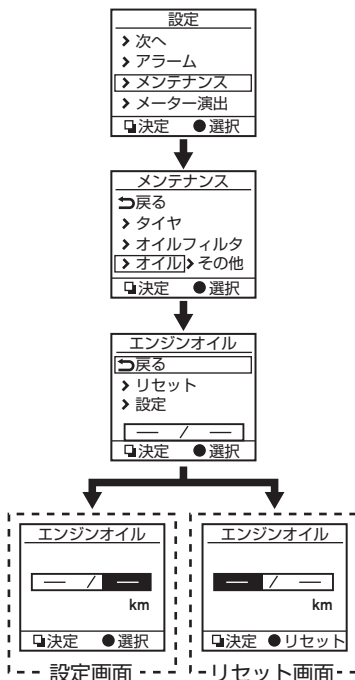 設定
次へ
アラーム
メンテナンス
メーター演出
決定 ●選択
メンテナンス
戻る
タイヤ
オイルフィルタ
オイル その他
決定 ●選択
エンジンオイル
戻る
リセット
設定
— / —
決定 ●選択
エンジンオイル
— / —
km
決定 ●選択
設定画面
エンジンオイル
— / —
km
決定 ●リセット
リセット画面